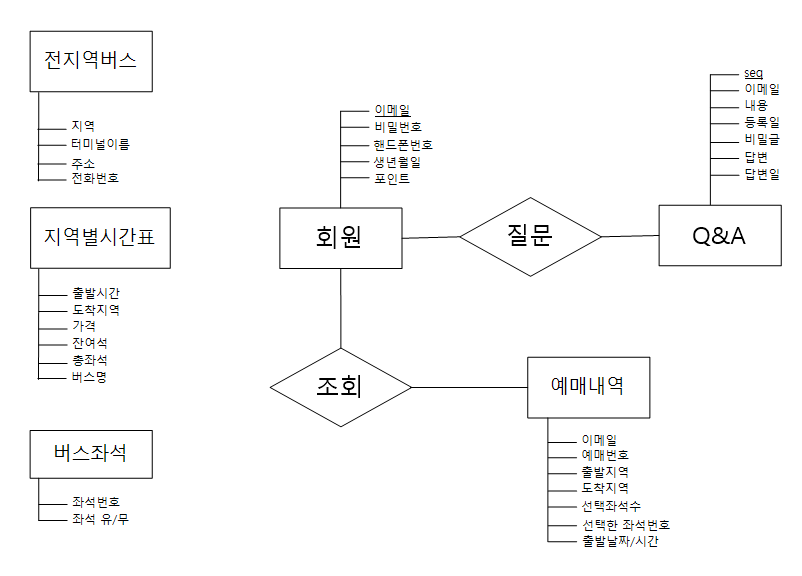 전지역버스
지역
터미널이름
주소
전화번호
지역별시간표
출발시간
도착지역
가격
잔여석
총좌석
버스명
버스좌석
좌석번호
좌석 유/무
이메일
비밀번호
핸드폰번호
생년월일
포인트
회원
질문
seq
이메일
내용
등록일
비밀글
답변
답변일
Q&A
조회
예매내역
이메일
예매번호
출발지역
도착지역
선택좌석수
선택한 좌석번호
출발날짜/시간